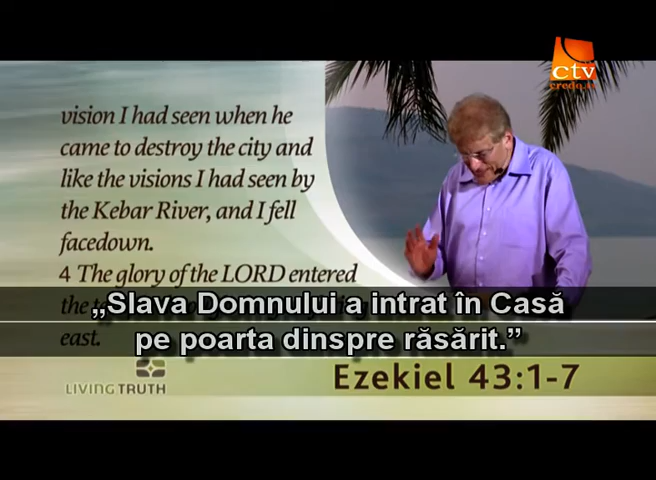 ctv
credo.tv
vision I had seen when he
came to destroy the city and
like the visions I had seen by
the Kebar River, and I fell
facedown.
4 The glory of the LORD entered
the
east.
„Slava Domnului a intrat în Casă
pe poarta dinspre răsărit.”
LIVING TRUTH
Ezekiel 43:1-7